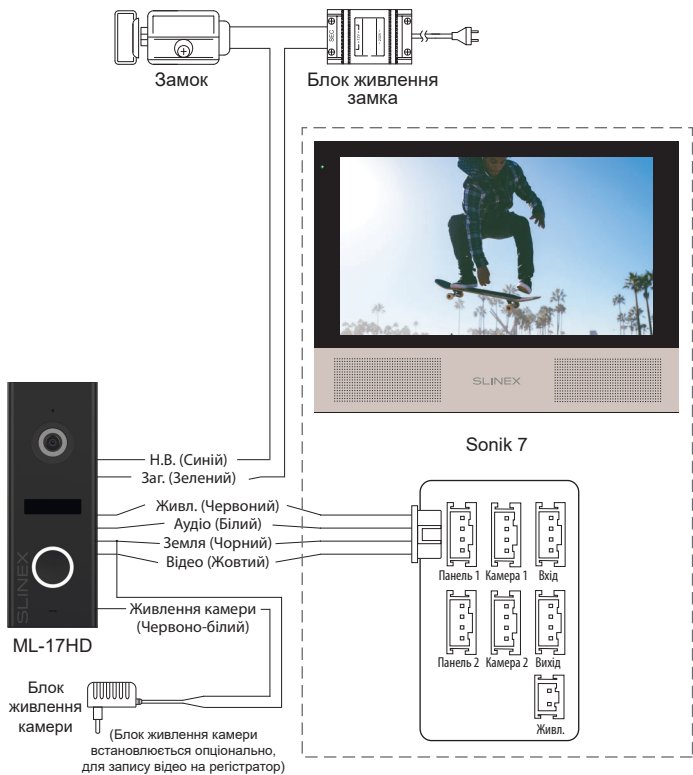 Замок
Блок живлення
замка
SEC
SLINEX
Sonik 7
Н.В. (Синій)
Заг. (Зелений)
Живл. (Червоний)
Аудіо (Білий)
Земля (Чорний)
Відео (Жовтий)
Живлення камери
(Червоно-білий)
SLINEX
ML-17HD
Панель 1 Камера 1 Вхід
Панель 2 Камера 2 Вихід
Живл.
Блок
живлення
камери
(Блок живлення камери
встановлюється опціонально,
для запису відео на регістратор)